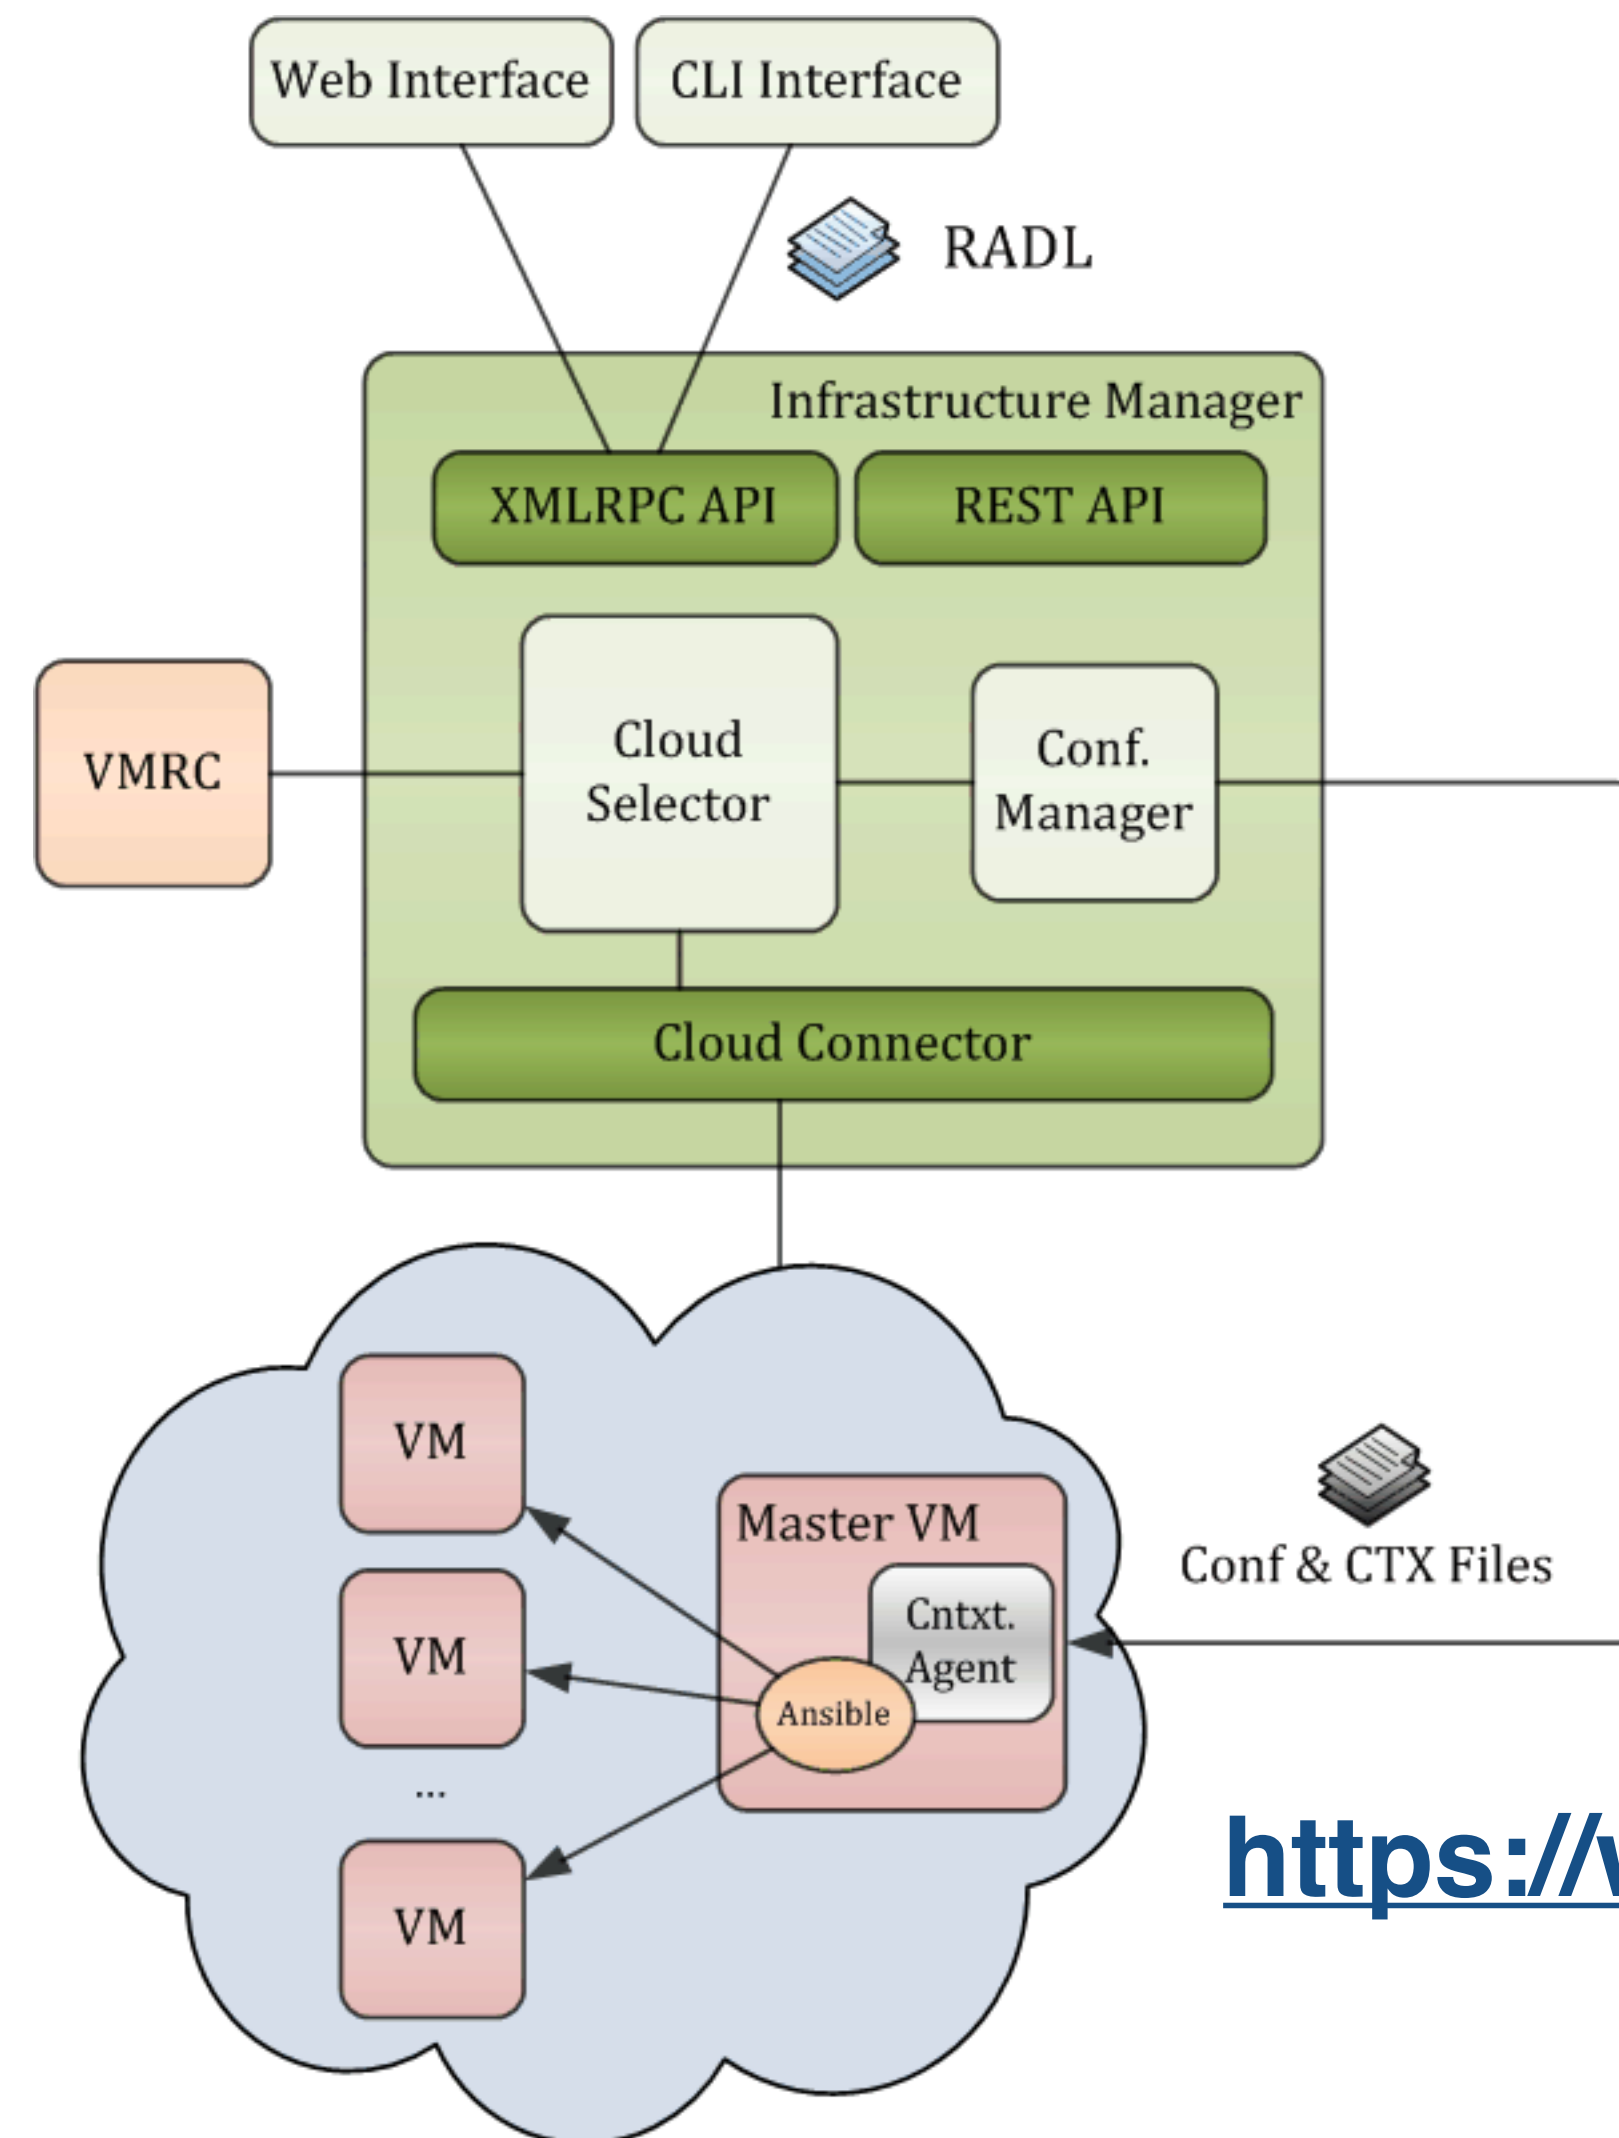 Web Interface
CLI Interface
RADL
Infrastructure Manager
XMLRPC API
REST API
VMRC
Cloud
Selector
Conf.
Manager
Cloud Connector
VM
Master VM
Conf & CTX Files
Cntxt.
Agent
VM
Ansible
...
VM
https://